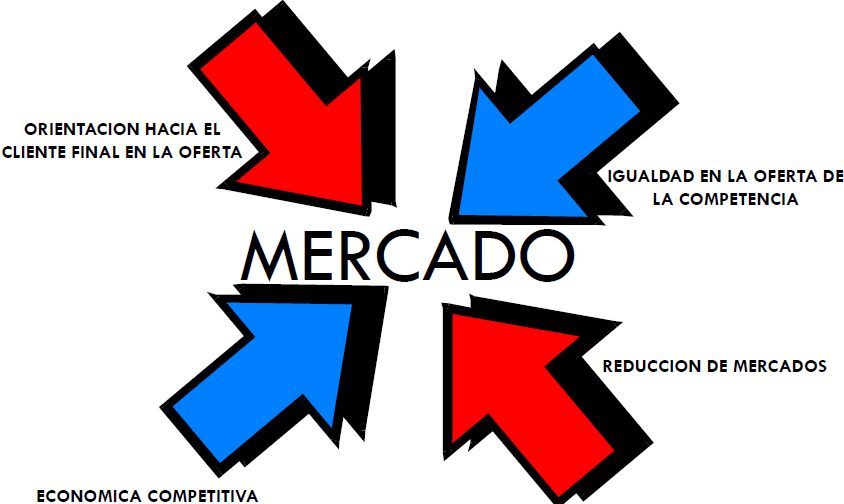 ORIENTACION HACIA EL
CLIENTE FINAL EN LA OFERTA
IGUALDAD EN LA OFERTA DE
LA COMPETENCIA
MERCADO
REDUCCION DE MERCADOS
ECONOMICA COMPETITIVA